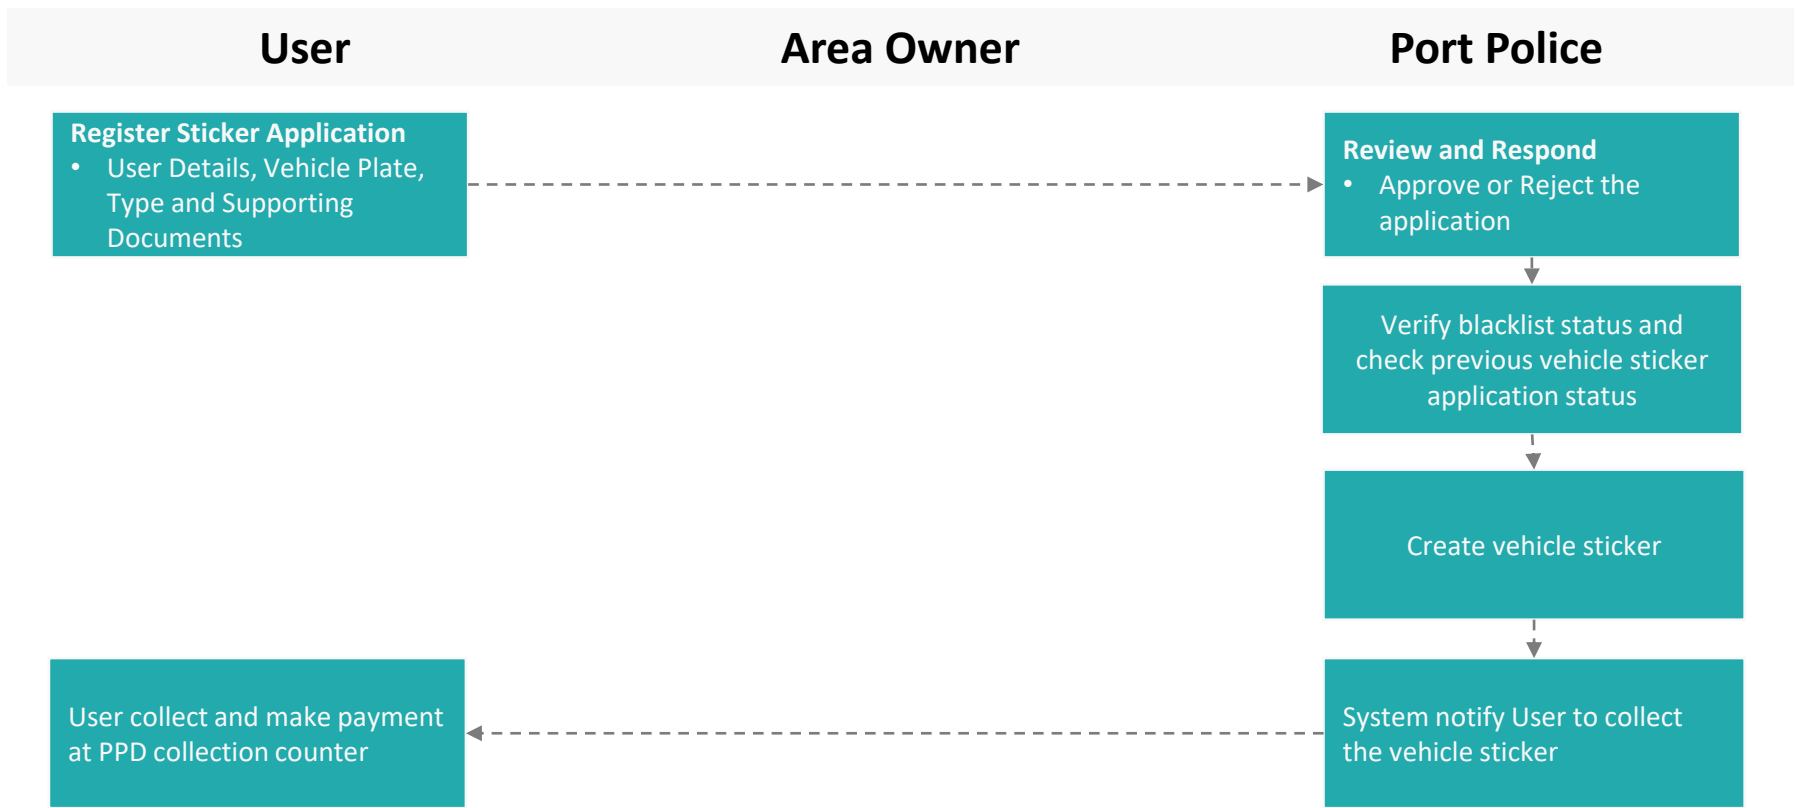 User
Area Owner
Port Police
Register Sticker Application
• User Details, Vehicle Plate,
Type and Supporting
Documents
Review and Respond
• Approve or Reject the
application
Verify blacklist status and
check previous vehicle sticker
application status
Create vehicle sticker
User collect and make payment
at PPD collection counter
System notify User to collect
the vehicle sticker